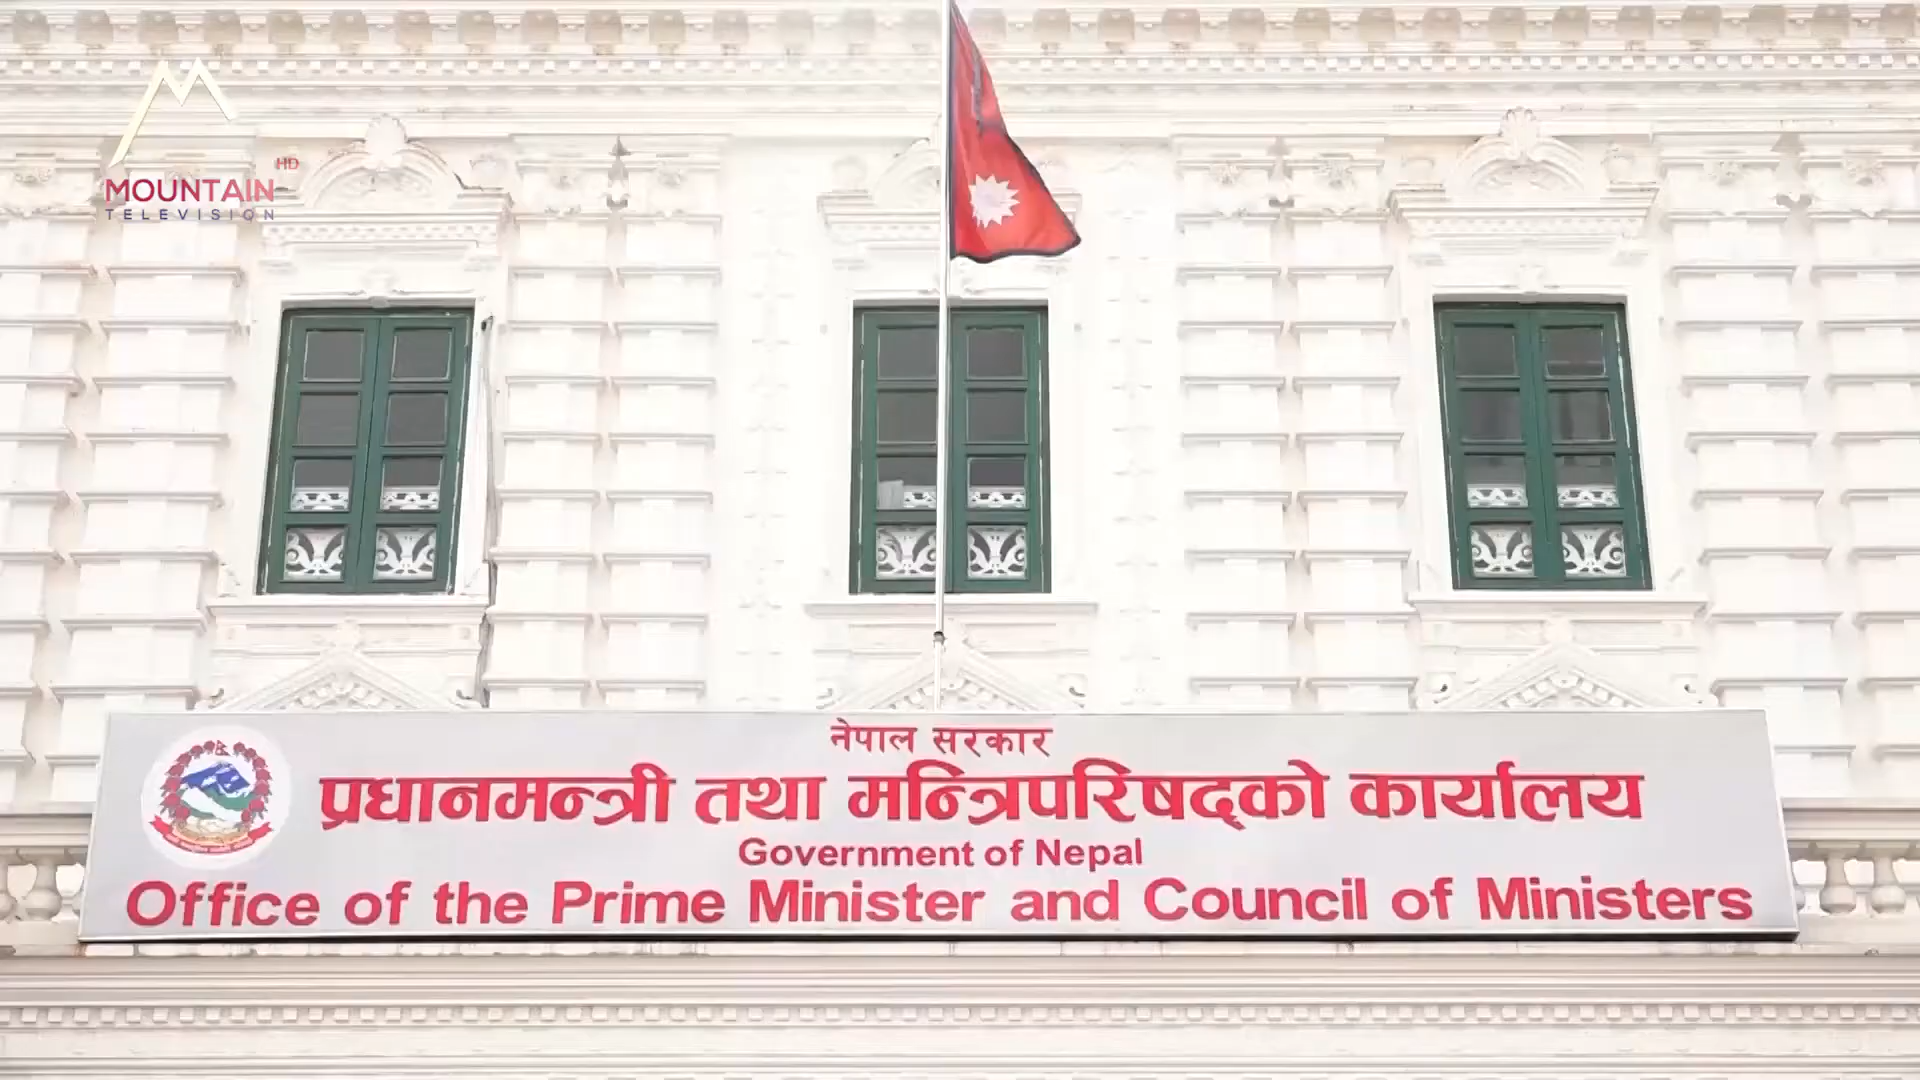 HD
MOUNTAIN
TELEVISION
नेपाल सरकार
प्रधानमन्त्री तथा मन्त्रिपरिषद्को कार्यालय
Government of Nepal
Office of the Prime Minister and Council of Ministers